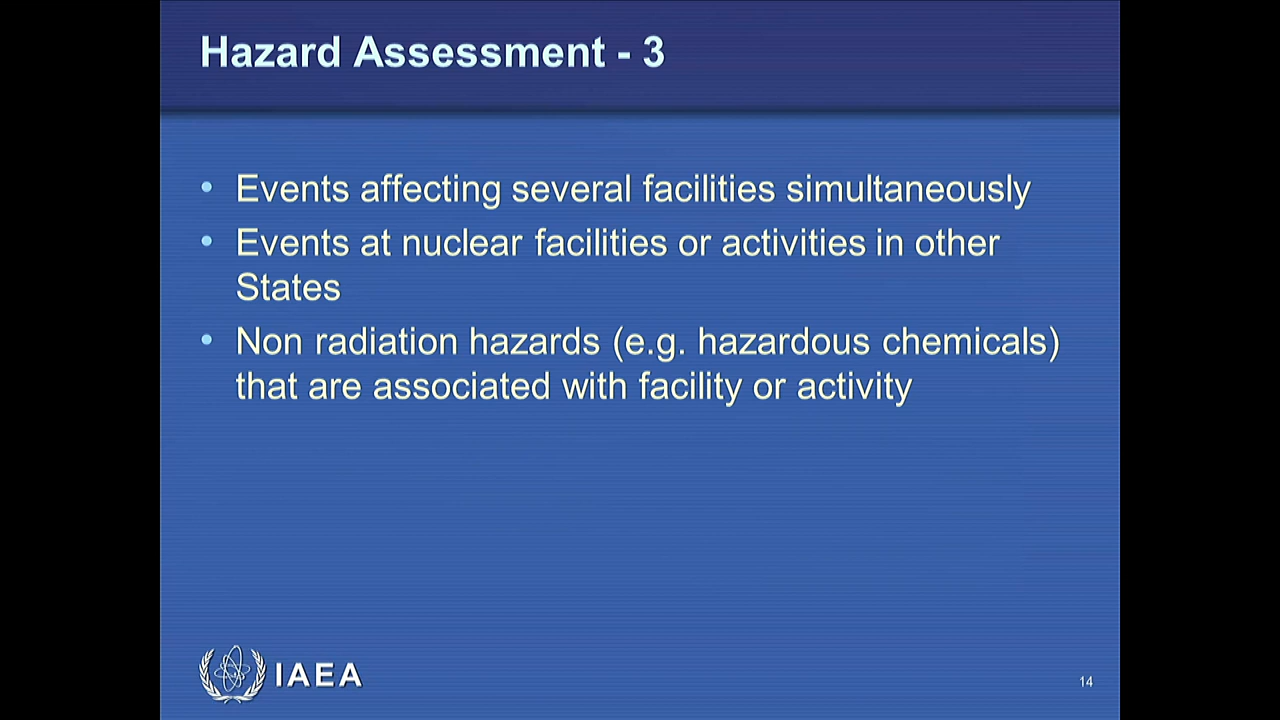 Hazard Assessment - 3
• Events affecting several facilities simultaneously
• Events at nuclear facilities or activities in other
States
• Non radiation hazards (e.g. hazardous chemicals)
that are associated with facility or activity
IAEA
14